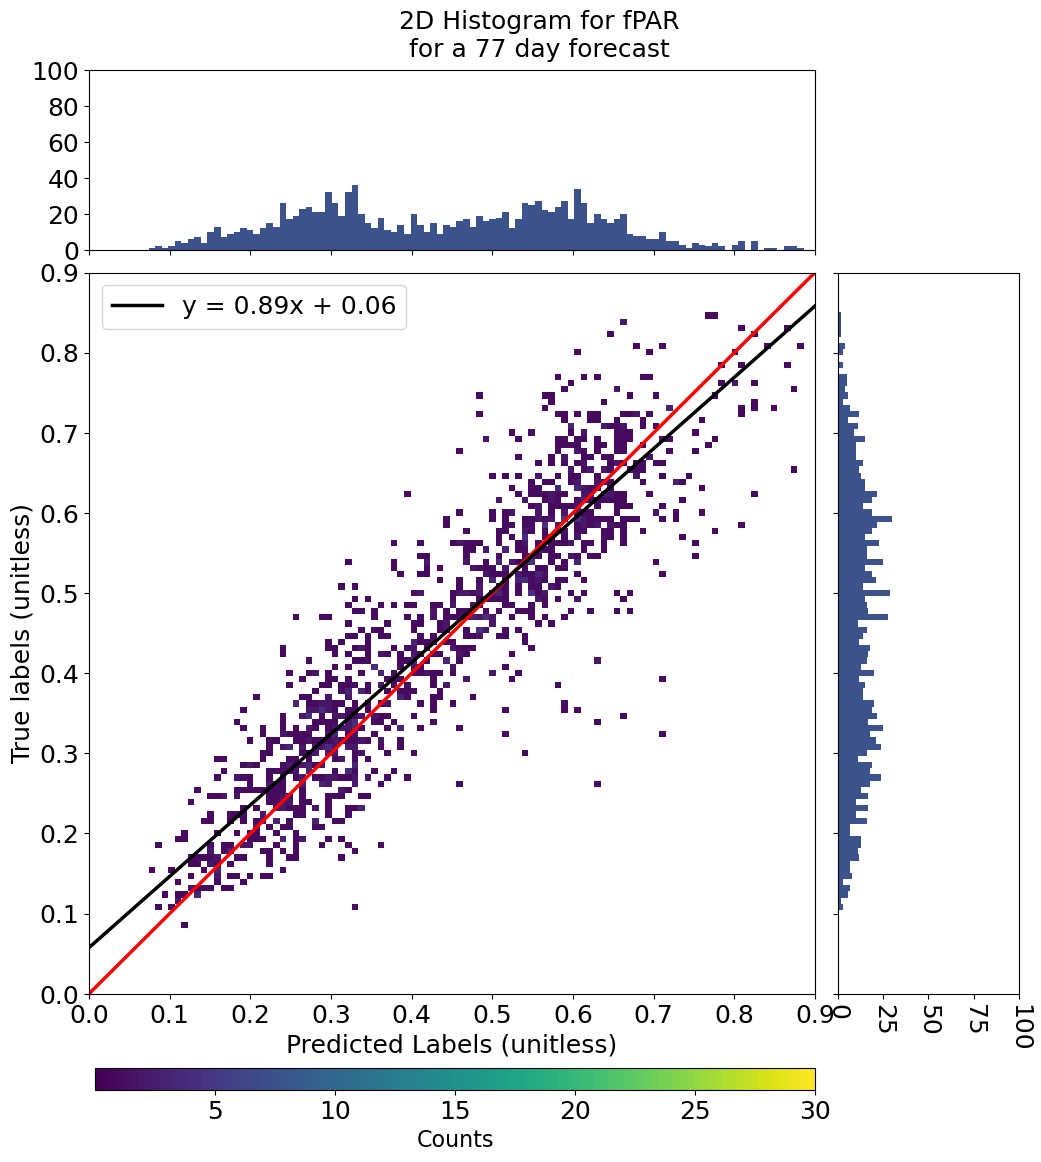 2D Histogram for fPAR
for a 77 day forecast
100
80
60
40
20
0
0.9
0.8
0.7
0.6
0.5
0.4
0.3
0.2
0.1
0.0
True labels (unitless)
y = 0.89x + 0.06
0.0 0.1 0.2 0.3 0.4 0.5 0.6 0.7 0.8 0.9
Predicted Labels (unitless)
0 25 50 75 100
5 10 15 20 25 30
Counts